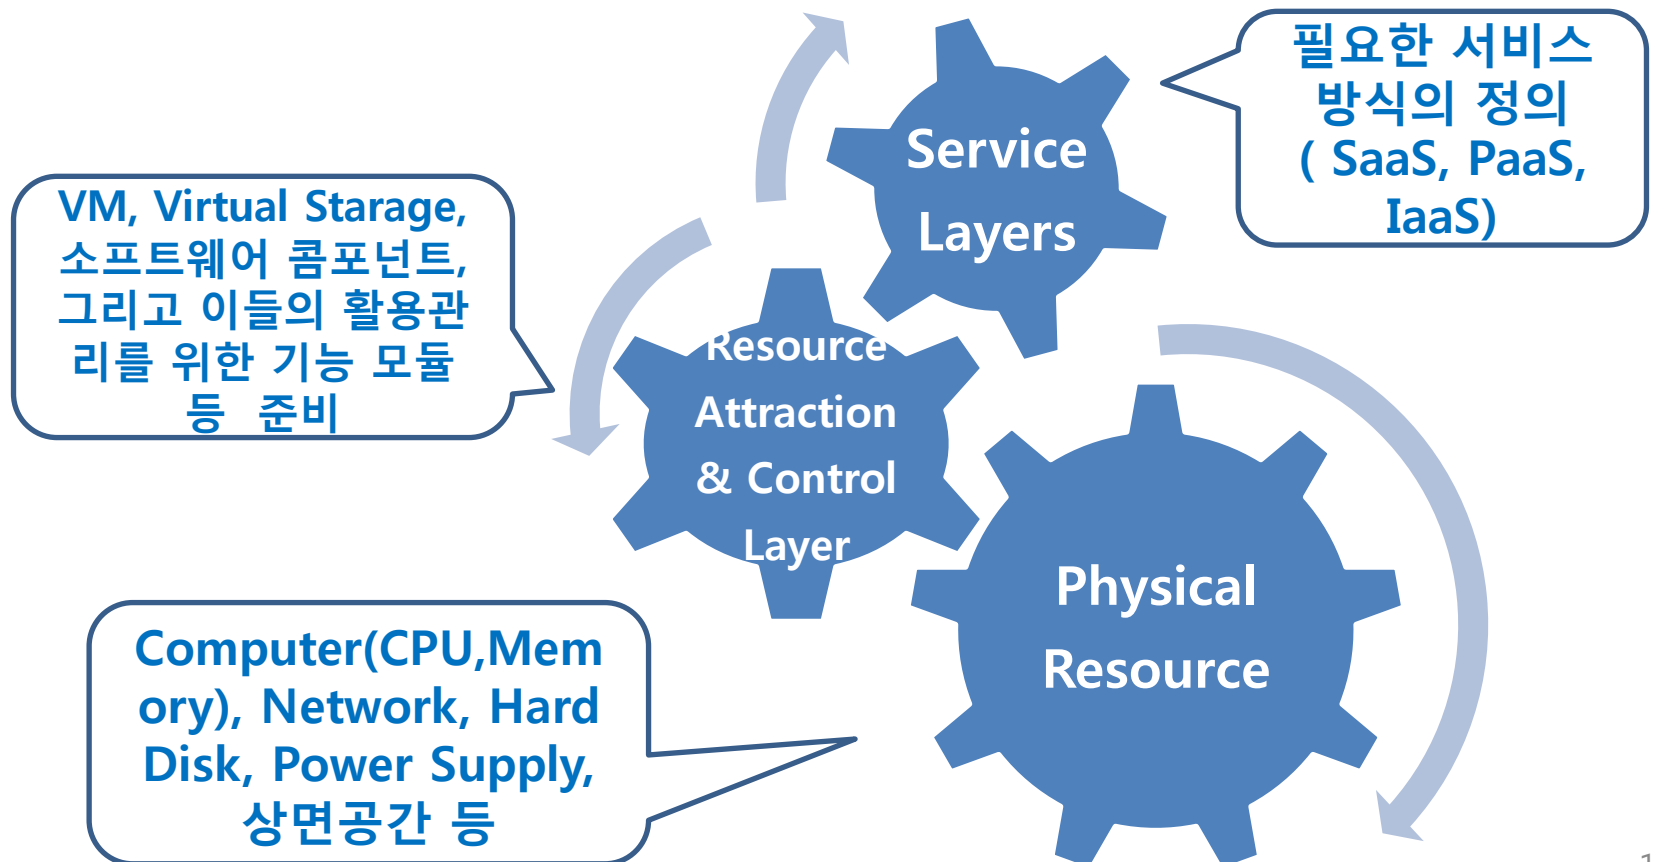 필요한 서비스
방식의 정의
( SaaS, PaaS,
IaaS)
Service
Layers
VM, Virtual Starage,
소프트웨어 콤포넌트,
그리고 이들의 활용관
리를 위한 기능 모듈
등 준비
Resource
Attraction
& Control
Layer
Physical
Resource
Computer(CPU,Mem
ory), Network, Hard
Disk, Power Supply,
상면공간 등